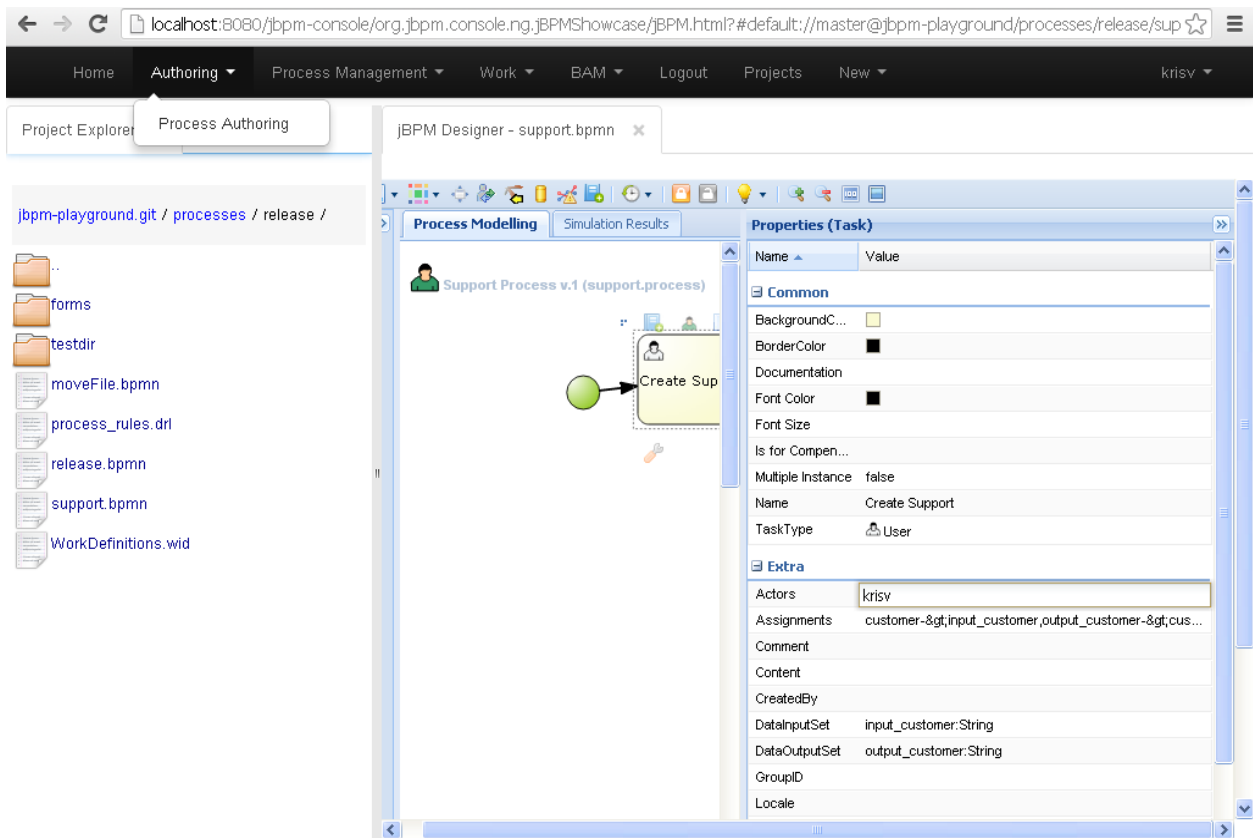 localhost:8080/jbpm-console/org.jbpm.console.ng.jBPMShowcase/jBPM.html?#default://master@jbpm-playground/processes/release/sup
Home Authoring Process Management Work BAM Logout Projects New krisv
Project Explorer Process Authoring jBPM Designer - support.bpmn
jbpm-playground.git / processes / release /
..
forms
testdir
moveFile.bpmn
process_rules.drl
release.bpmn
support.bpmn
WorkDefinitions.wid
Process Modelling Simulation Results
Support Process v.1 (support.process)
Create Sup
Properties (Task)
Name Value
Common
BackgroundC...
BorderColor
Documentation
Font Color
Font Size
Is for Compen...
Multiple Instance false
Name Create Support
TaskType User
Extra
Actors krisv
Assignments customer-&gt;input_customer,output_customer-&gt;cus...
Comment
Content
CreatedBy
DataInputSet input_customer:String
DataOutputSet output_customer:String
GroupID
Locale